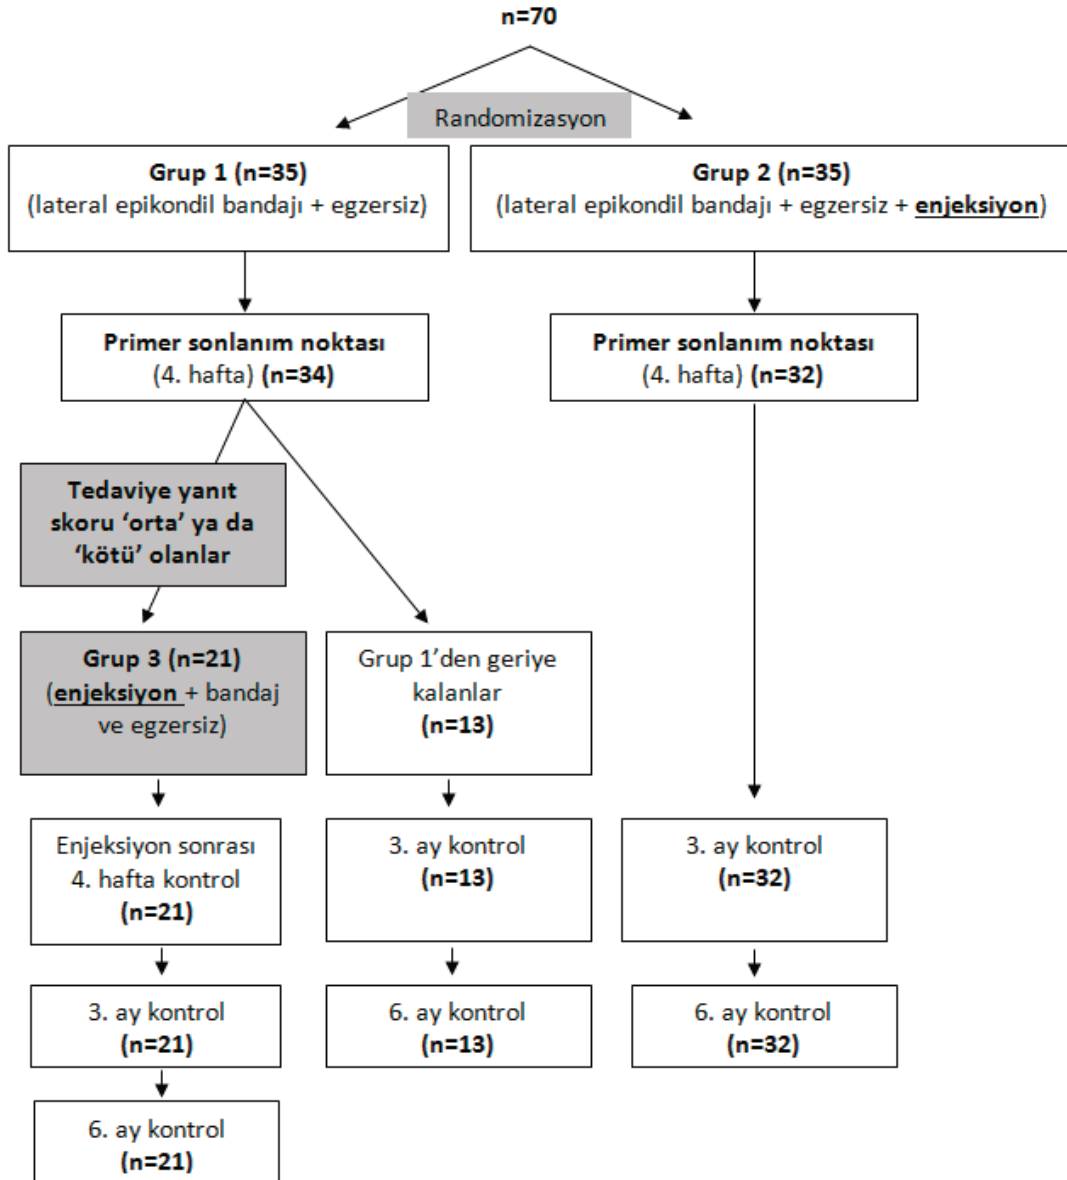 n=70
Randomizasyon
Grup 1 (n=35)
(lateral epikondil bandajı + egzersiz)
Grup 2 (n=35)
(lateral epikondil bandajı + egzersiz + enjeksiyon)
Primer sonlanım noktası
(4. hafta) (n=34)
Primer sonlanım noktası
(4. hafta) (n=32)
Tedaviye yanıt
skoru ‘orta’ ya da
‘kötü’ olanlar
Grup 3 (n=21)
(enjeksiyon + bandaj
ve egzersiz)
Grup 1’den geriye
kalanlar
(n=13)
Enjeksiyon sonrası
4. hafta kontrol
(n=21)
3. ay kontrol
(n=13)
3. ay kontrol
(n=32)
3. ay kontrol
(n=21)
6. ay kontrol
(n=13)
6. ay kontrol
(n=32)
6. ay kontrol
(n=21)